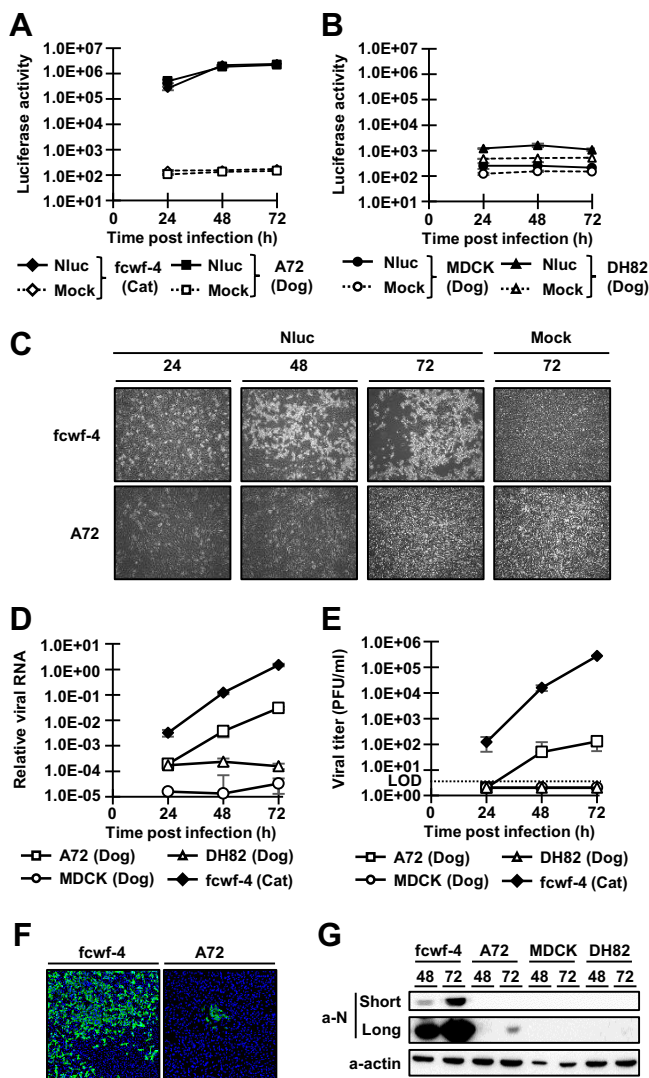 A
Luciferase activity
1.0E+07
1.0E+06
1.0E+05
1.0E+04
1.0E+03
1.0E+02
1.0E+01
0 24 48 72
Time post infection (h)
Nluc
Mock
fcwf-4
(Cat)
Nluc
Mock
A72
(Dog)
B
Luciferase activity
1.0E+07
1.0E+06
1.0E+05
1.0E+04
1.0E+03
1.0E+02
1.0E+01
0 24 48 72
Time post infection (h)
Nluc
Mock
MDCK
(Dog)
Nluc
Mock
DH82
(Dog)
C
Nluc Mock
24 48 72 72
fcwf-4
A72
D
Relative viral RNA
1.0E+01
1.0E+00
1.0E-01
1.0E-02
1.0E-03
1.0E-04
1.0E-05
0 24 48 72
Time post infection (h)
A72 (Dog) DH82 (Dog)
MDCK (Dog) fcwf-4 (Cat)
E
Viral titer (PFU/ml)
1.0E+06
1.0E+05
1.0E+04
1.0E+03
1.0E+02
1.0E+01
LOD
1.0E+00
0 24 48 72
Time post infection (h)
A72 (Dog) DH82 (Dog)
MDCK (Dog) fcwf-4 (Cat)
F
fcwf-4 A72
G
fcwf-4 A72 MDCK DH82
48 72 48 72 48 72 48 72
a-N
Short
Long
a-actin